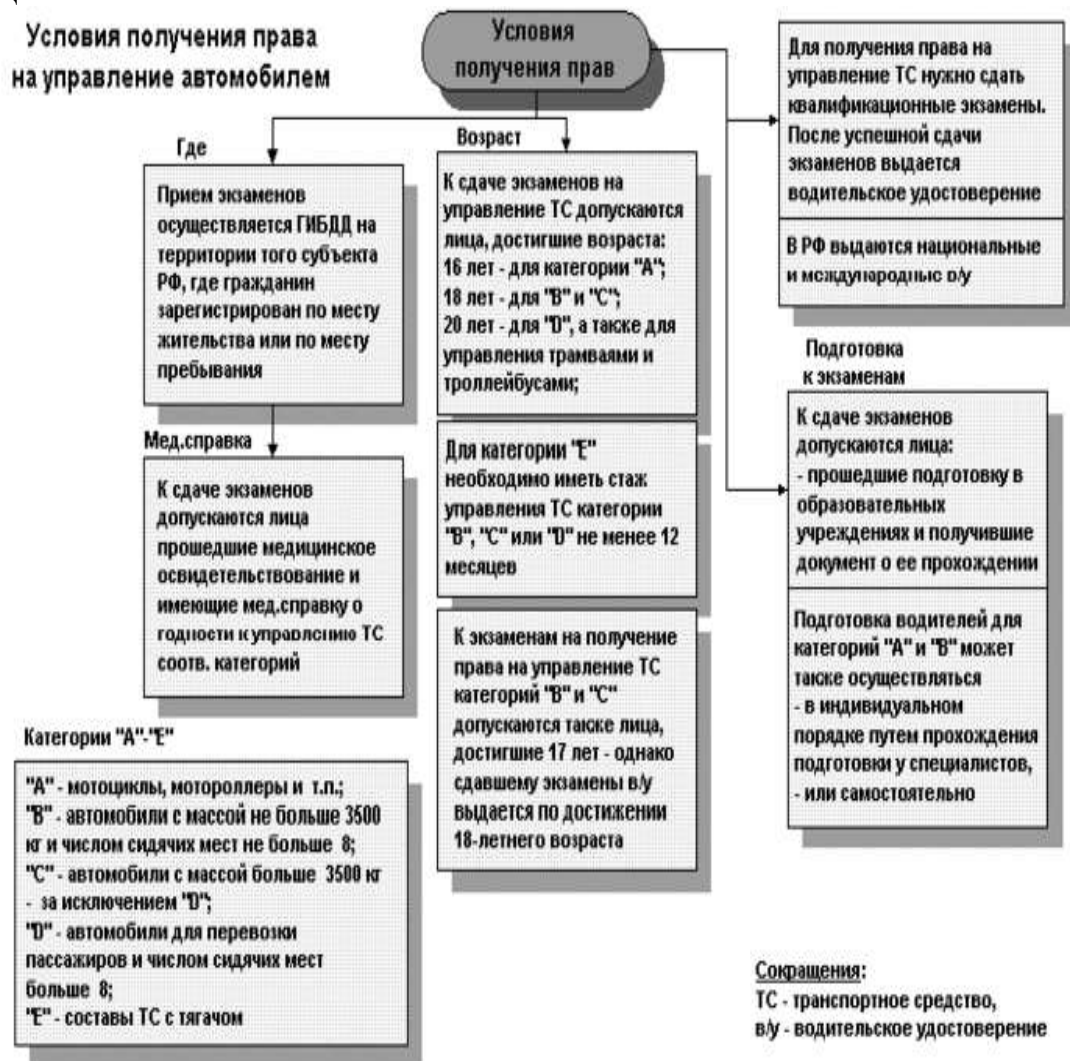 Условия получения права
на управление автомобилем
Условия
получения прав
Где
Прием экзаменов
осуществляется ГИБДД на
территории того субъекта
РФ, где гражданин
зарегистрирован по месту
жительства или по месту
пребывания
Мед.справка
К сдаче экзаменов
допускаются лица
прошедшие медицинское
освидетельствование и
имеющие мед.справку о
годности к управлению ТС
соотв. категорий
Возраст
К сдаче экзаменов на
управление ТС допускаются
лица, достигшие возраста:
16 лет - для категории "А";
18 лет - для "В" и "С";
20 лет - для "D", а также для
управления трамваями и
троллейбусами;
Для категории "Е"
необходимо иметь стаж
управления ТС категории
"В", "С" или "D" не менее 12
месяцев
К экзаменам на получение
права на управление ТС
категорий "В" и "С"
допускаются также лица,
достигшие 17 лет - однако
сдавшему экзамены в/у
выдается по достижении
18-летнего возраста
Для получения права на
управление ТС нужно сдать
квалификационные экзамены.
После успешной сдачи
экзаменов выдается
водительское удостоверение
В РФ выдаются национальные
и международные в/у
Подготовка
к экзаменам
К сдаче экзаменов
допускаются лица:
- прошедшие подготовку в
образовательных
учреждениях и получившие
документ о ее прохождении
Подготовка водителей для
категорий "А" и "В" может
также осуществляться
- в индивидуальном
порядке путем прохождения
подготовки у специалистов,
- или самостоятельно
Категории "А"-"Е"
"А" - мотоциклы, мотороллеры и т.п.;
"В" - автомобили с массой не больше 3500
кг и числом сидячих мест не больше 8;
"С" - автомобили с массой больше 3500 кг
- за исключением "D";
"D" - автомобили для перевозки
пассажиров и числом сидячих мест
больше 8;
"Е" - составы ТС с тягачом
Сокращения:
ТС - транспортное средство,
в/у - водительское удостоверение